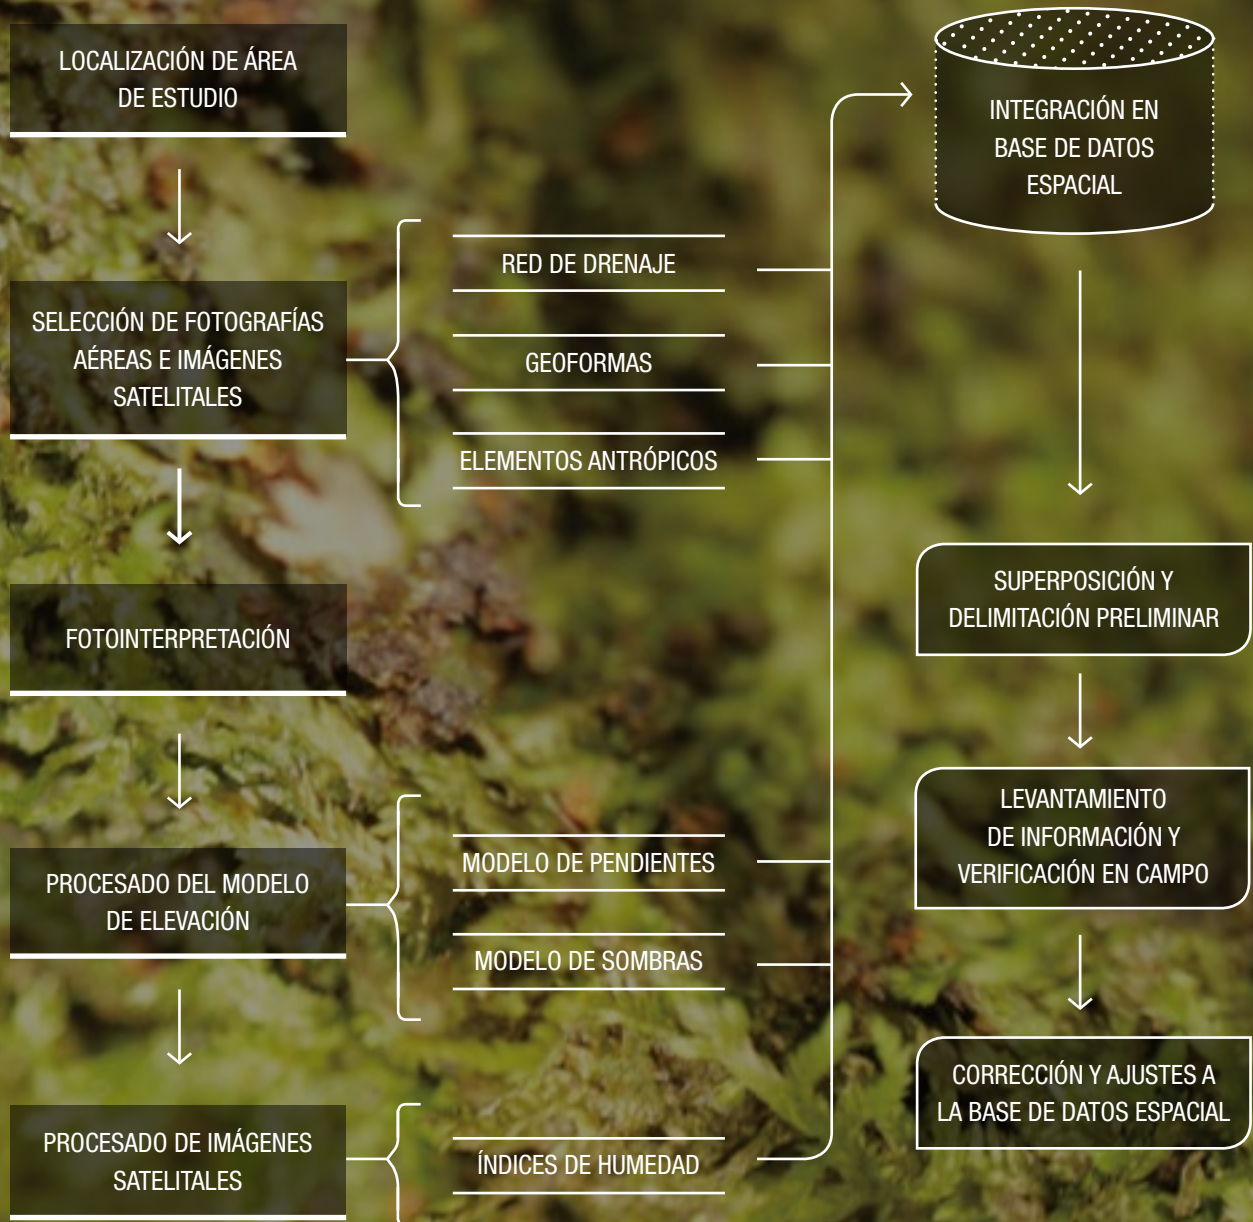 LOCALIZACIÓN DE ÁREA
DE ESTUDIO
SELECCIÓN DE FOTOGRAFÍAS
AÉREAS E IMÁGENES
SATELITALES
FOTOINTERPRETACIÓN
PROCESADO DEL MODELO
DE ELEVACIÓN
PROCESADO DE IMÁGENES
SATELITALES
RED DE DRENAJE
GEOFORMAS
ELEMENTOS ANTRÓPICOS
MODELO DE PENDIENTES
MODELO DE SOMBRAS
ÍNDICES DE HUMEDAD
INTEGRACIÓN EN
BASE DE DATOS
ESPACIAL
SUPERPOSICIÓN Y
DELIMITACIÓN PRELIMINAR
LEVANTAMIENTO
DE INFORMACIÓN Y
VERIFICACIÓN EN CAMPO
CORRECCIÓN Y AJUSTES A
LA BASE DE DATOS ESPACIAL